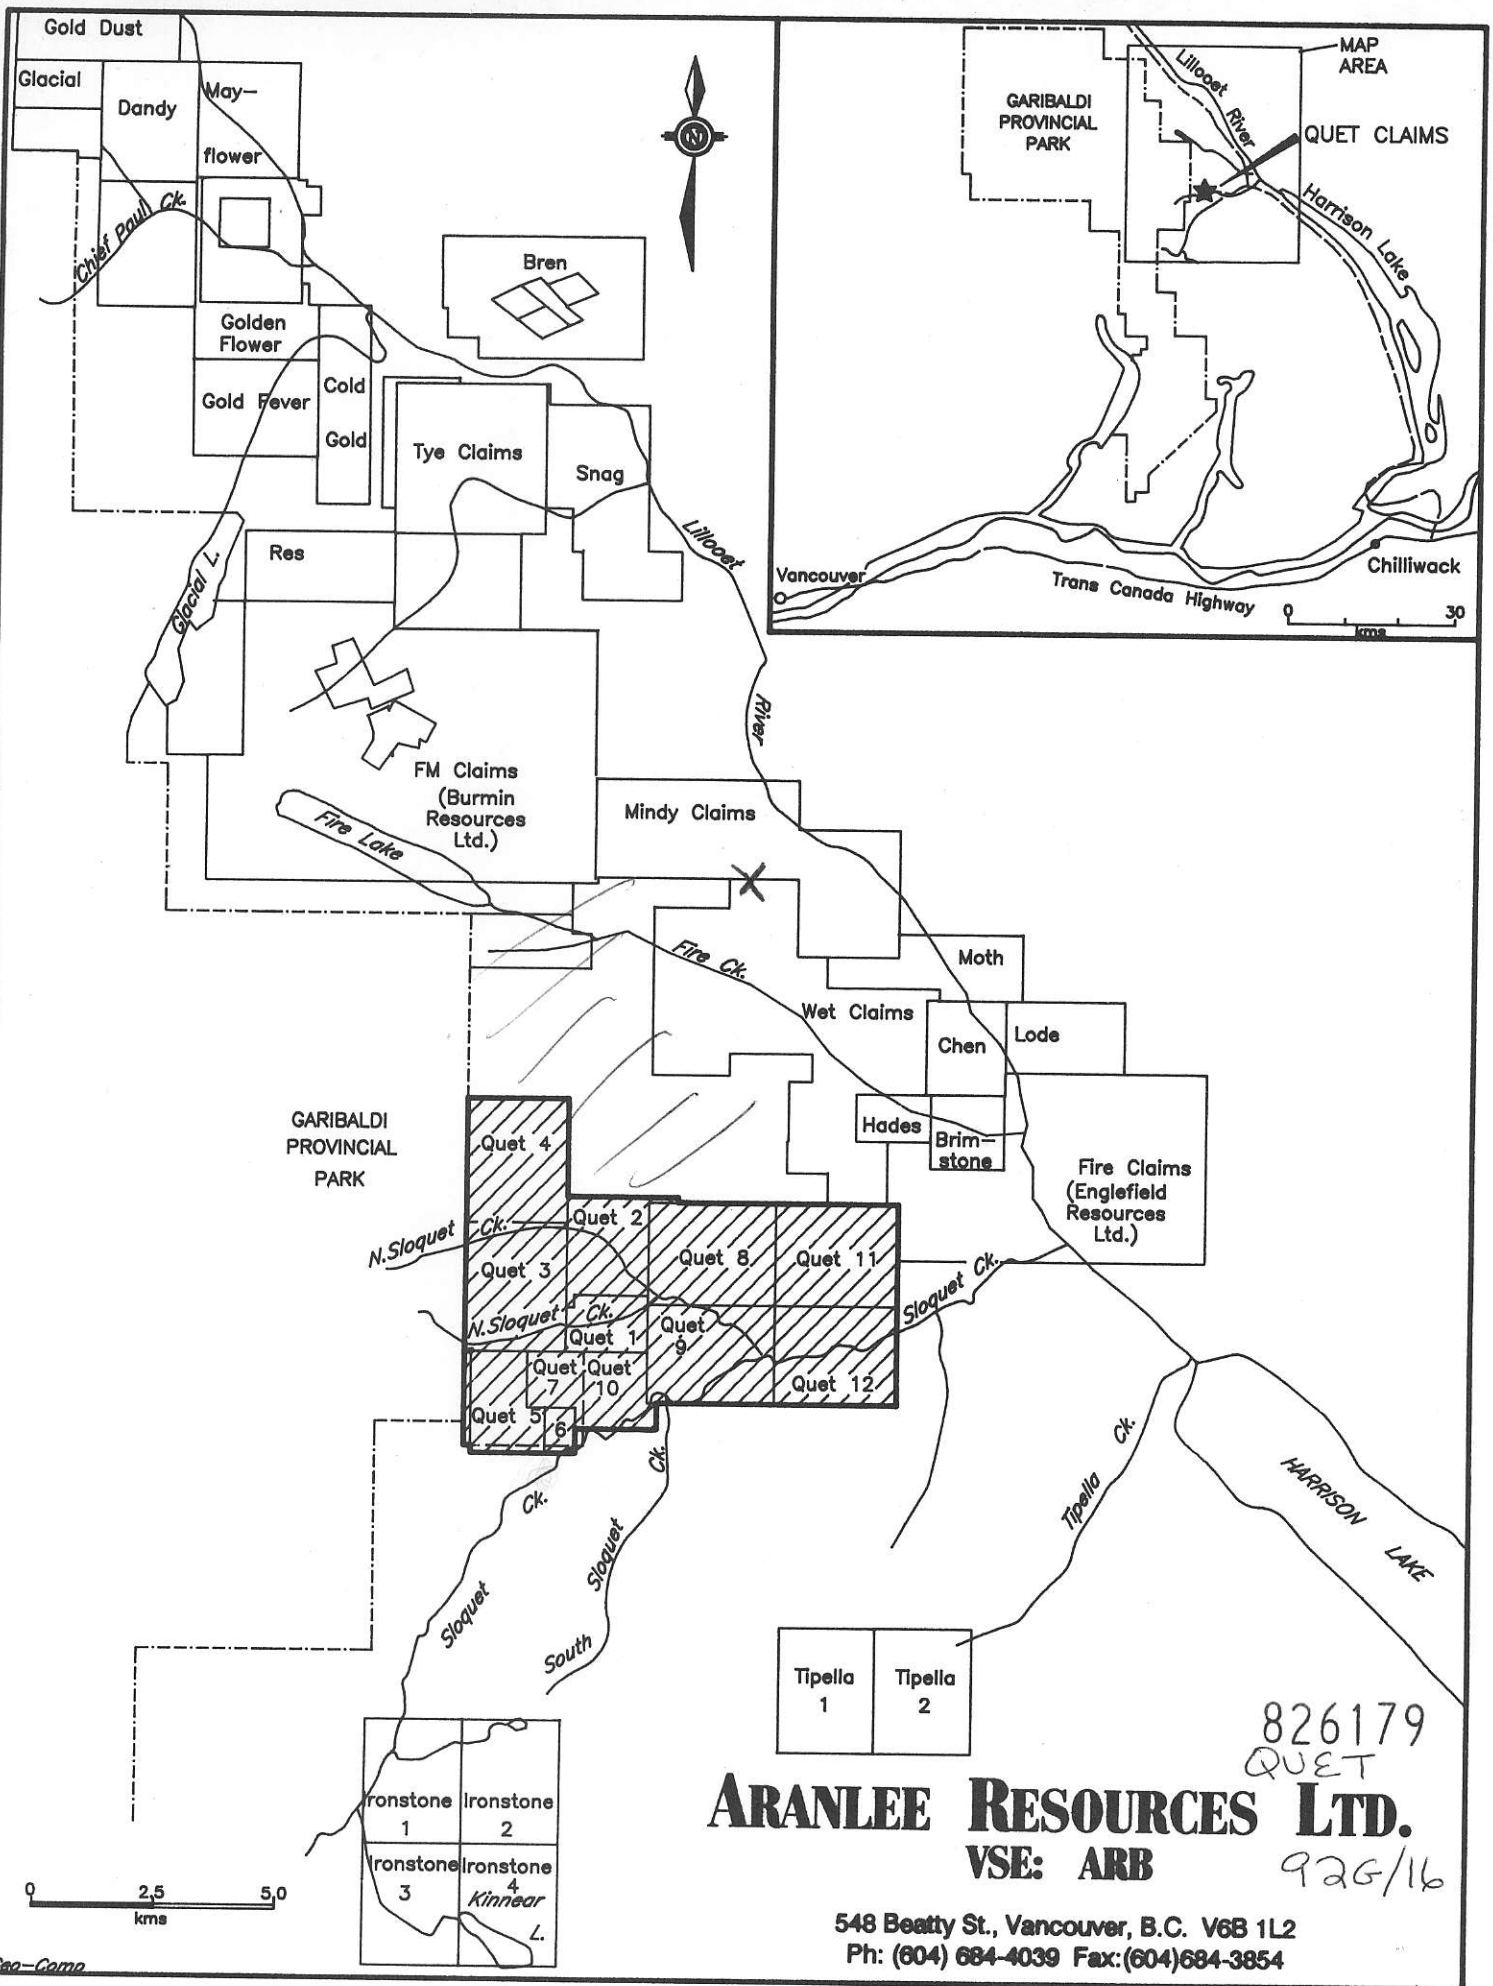 Gold Dust
Glacial
Dandy
May-
flower
Chief Paul Ck.
Golden
Flower
Gold Fever
Cold
Gold
Bren
Tye Claims
Snag
Res
Glacial L.
Lillooet
River
FM Claims
(Burmin
Resources
Ltd.)
Fire Lake
Mindy Claims
X
Fire Ck.
Wet Claims
Moth
Chen
Lode
Hades
Brim-
stone
Fire Claims
(Englefield
Resources
Ltd.)
GARIBALDI
PROVINCIAL
PARK
Quet 4
N.Sloquet Ck.
Quet 2
Quet 3
Quet 8
Quet 11
N.Sloquet Ck.
Quet 1
Quet
9
Sloquet Ck.
Quet
7
Quet
10
Quet 12
Quet 5
6
Sloquet Ck.
South Sloquet Ck.
Tipella Ck.
HARRISON LAKE
Tipella
1
Tipella
2
Ironstone
1
Ironstone
2
Ironstone
3
Ironstone
4
Kinnear
L.
0 2,5 5,0
kms
Geo-Comp
N
MAP
AREA
GARIBALDI
PROVINCIAL
PARK
Lillooet River
QUET CLAIMS
Harrison Lake
Vancouver
Trans Canada Highway
Chilliwack
0 30
kms
826179
QUET
ARANLEE RESOURCES LTD.
VSE: ARB
92G/16
548 Beatty St., Vancouver, B.C. V6B 1L2
Ph: (604) 684-4039 Fax:(604)684-3854